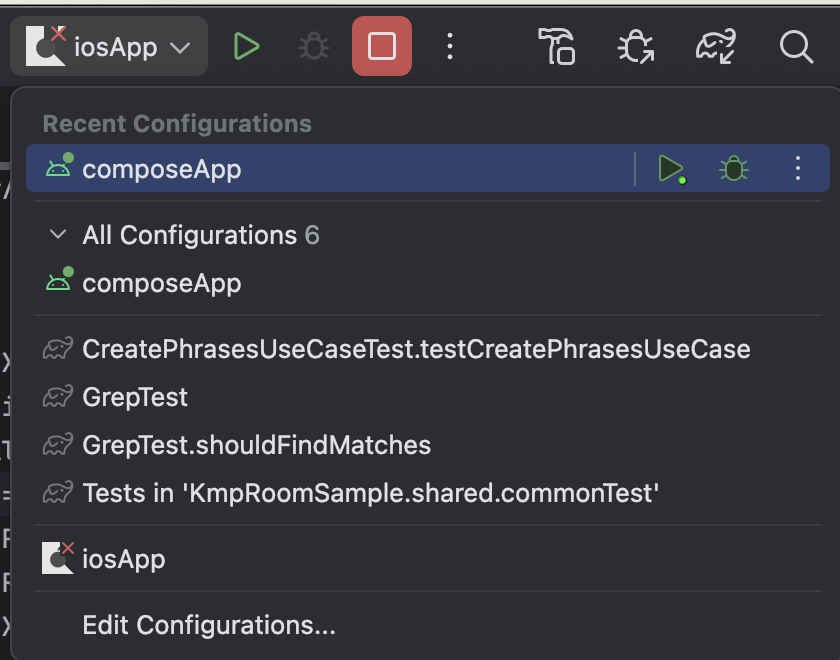 iosApp
Recent Configurations
composeApp
All Configurations 6
composeApp
CreatePhrasesUseCaseTest.testCreatePhrasesUseCase
GrepTest
GrepTest.shouldFindMatches
Tests in 'KmpRoomSample.shared.commonTest'
iosApp
Edit Configurations...